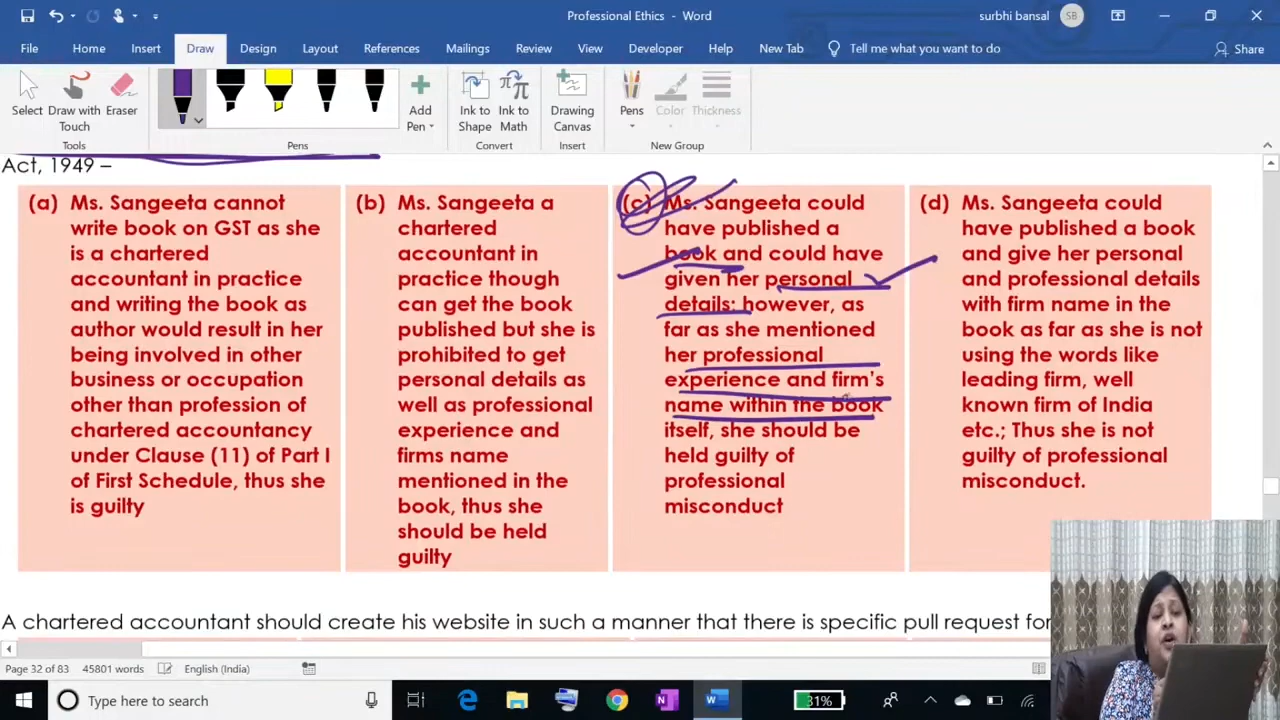 Professional Ethics - Word
surbhi bansal SB
File Home Insert Draw Design Layout References Mailings Review View Developer Help New Tab Tell me what you want to do Share
Select Draw with Touch Eraser Add Pen Ink to Shape Ink to Math Drawing Canvas Pens Color Thickness
Tools Pens Convert Insert New Group
Act, 1949 –
(a) Ms. Sangeeta cannot
write book on GST as she
is a chartered
accountant in practice
and writing the book as
author would result in her
being involved in other
business or occupation
other than profession of
chartered accountancy
under Clause (11) of Part I
of First Schedule, thus she
is guilty
(b) Ms. Sangeeta a
chartered
accountant in
practice though
can get the book
published but she is
prohibited to get
personal details as
well as professional
experience and
firms name
mentioned in the
book, thus she
should be held
guilty
(c) Ms. Sangeeta could
have published a
book and could have
given her personal
details; however, as
far as she mentioned
her professional
experience and firm's
name within the book
itself, she should be
held guilty of
professional
misconduct
(d) Ms. Sangeeta could
have published a book
and give her personal
and professional details
with firm name in the
book as far as she is not
using the words like
leading firm, well
known firm of India
etc.; Thus she is not
guilty of professional
misconduct.
A chartered accountant should create his website in such a manner that there is specific pull request for
Page 32 of 83 45801 words English (India)
Type here to search 31%